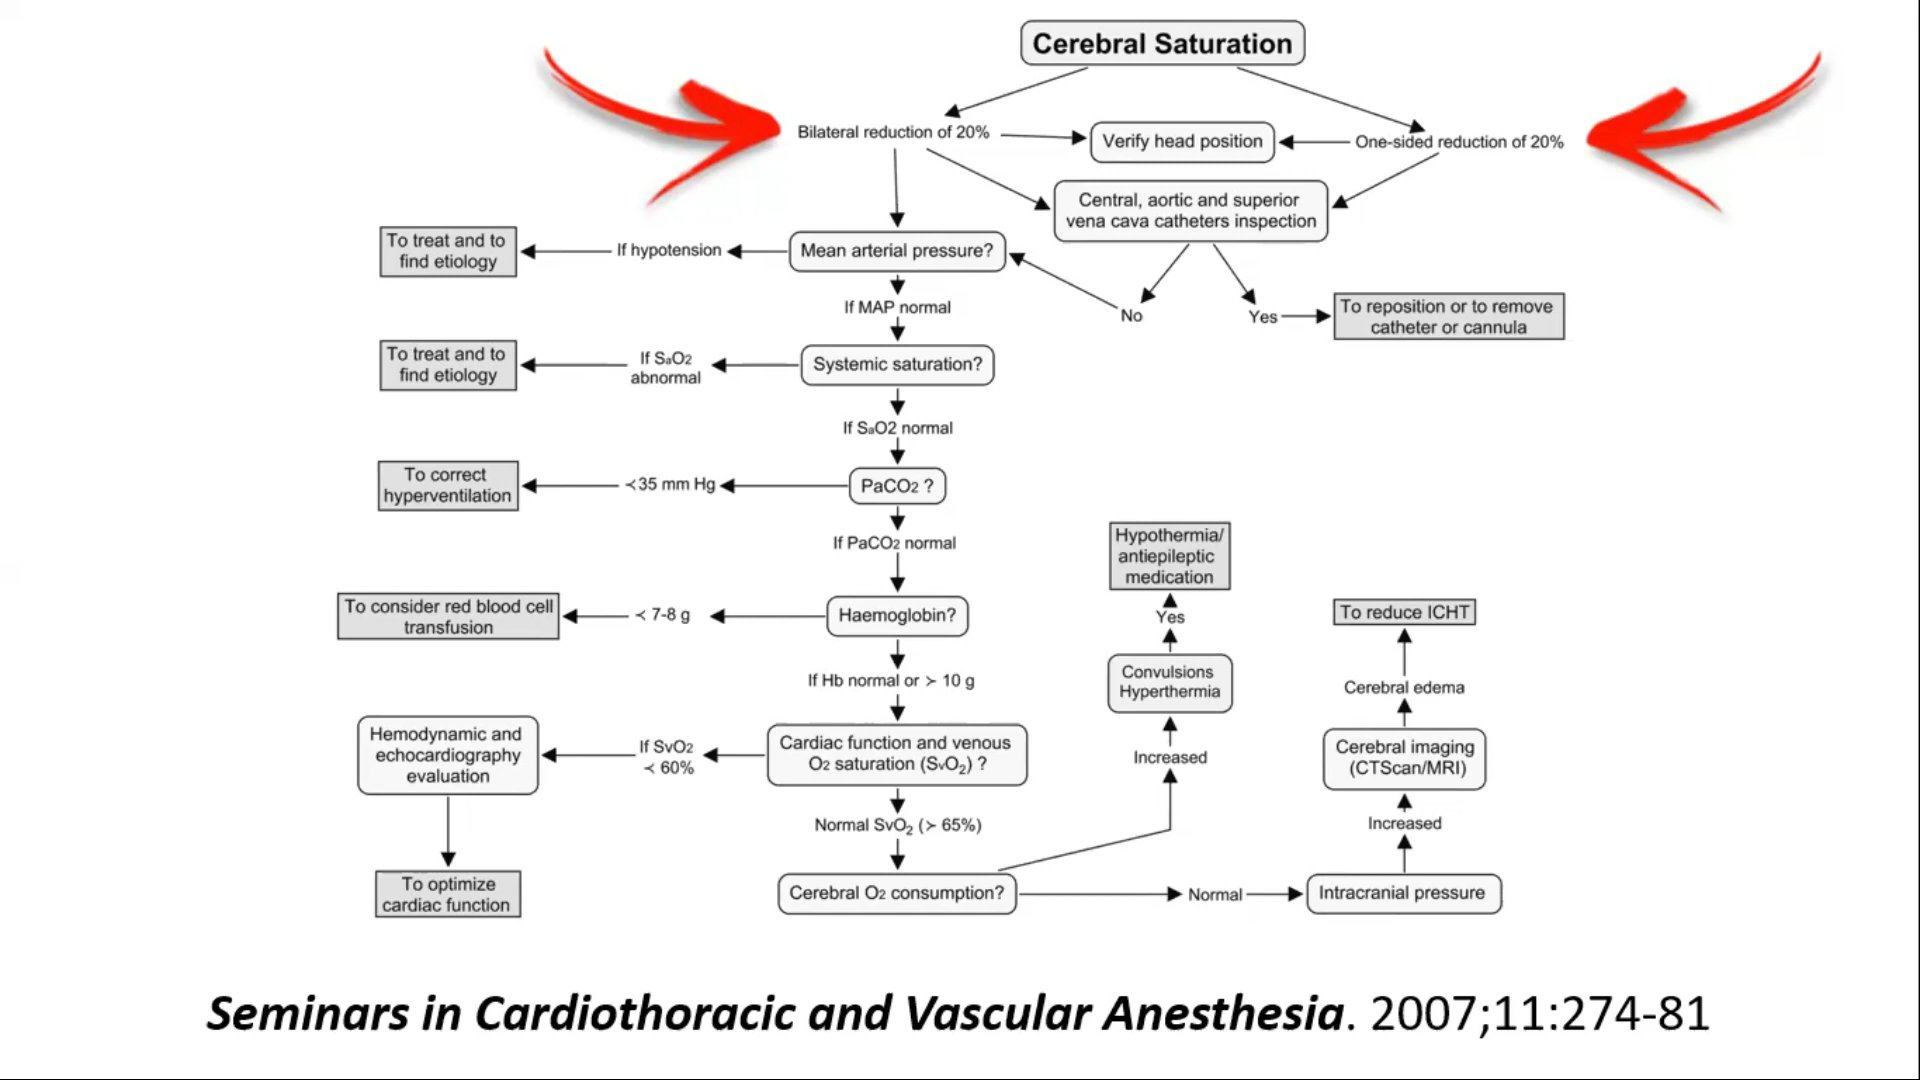 Cerebral Saturation
Bilateral reduction of 20%
Verify head position
One-sided reduction of 20%
Central, aortic and superior
vena cava catheters inspection
To treat and to
find etiology
If hypotension
Mean arterial pressure?
If MAP normal
No
Yes
To reposition or to remove
catheter or cannula
To treat and to
find etiology
If SaO2
abnormal
Systemic saturation?
If SaO2 normal
To correct
hyperventilation
<35 mm Hg
PaCO2 ?
If PaCO2 normal
Hypothermia/
antiepileptic
medication
To consider red blood cell
transfusion
< 7-8 g
Haemoglobin?
Yes
To reduce ICHT
If Hb normal or > 10 g
Convulsions
Hyperthermia
Cerebral edema
Hemodynamic and
echocardiography
evaluation
If SvO2
< 60%
Cardiac function and venous
O2 saturation (SvO2) ?
Increased
Cerebral imaging
(CTScan/MRI)
Normal SvO2 (> 65%)
Increased
To optimize
cardiac function
Cerebral O2 consumption?
Normal
Intracranial pressure
Seminars in Cardiothoracic and Vascular Anesthesia. 2007;11:274-81